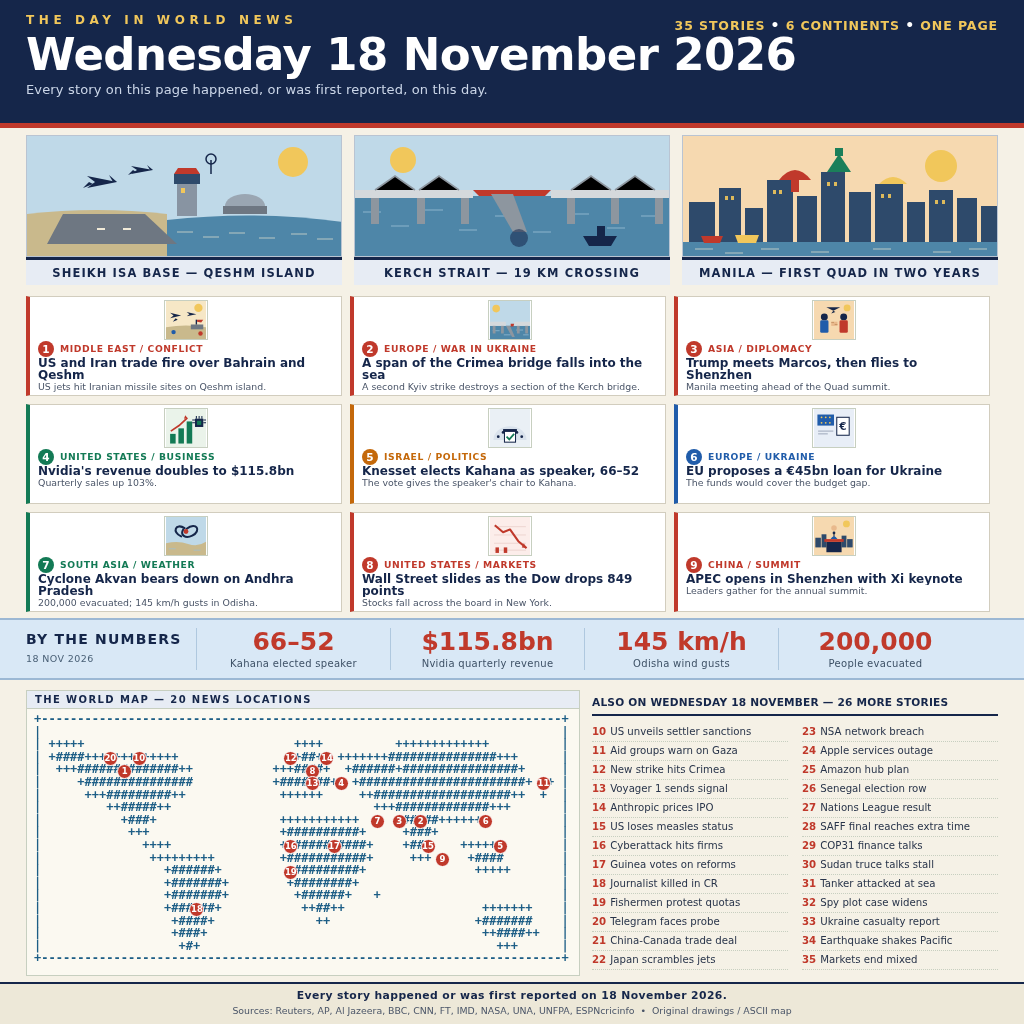 THE DAY IN WORLD NEWS
35 STORIES • 6 CONTINENTS • ONE PAGE
Wednesday 18 November 2026
Every story on this page happened, or was first reported, on this day.
SHEIKH ISA BASE — QESHM ISLAND
KERCH STRAIT — 19 KM CROSSING
MANILA — FIRST QUAD IN TWO YEARS
1 MIDDLE EAST / CONFLICT
US and Iran trade fire over Bahrain and
Qeshm
US jets hit Iranian missile sites on Qeshm island.
2 EUROPE / WAR IN UKRAINE
A span of the Crimea bridge falls into the
sea
A second Kyiv strike destroys a section of the Kerch bridge.
3 ASIA / DIPLOMACY
Trump meets Marcos, then flies to
Shenzhen
Manila meeting ahead of the Quad summit.
4 UNITED STATES / BUSINESS
Nvidia's revenue doubles to $115.8bn
Quarterly sales up 103%.
5 ISRAEL / POLITICS
Knesset elects Kahana as speaker, 66–52
The vote gives the speaker's chair to Kahana.
€
6 EUROPE / UKRAINE
EU proposes a €45bn loan for Ukraine
The funds would cover the budget gap.
7 SOUTH ASIA / WEATHER
Cyclone Akvan bears down on Andhra
Pradesh
200,000 evacuated; 145 km/h gusts in Odisha.
8 UNITED STATES / MARKETS
Wall Street slides as the Dow drops 849
points
Stocks fall across the board in New York.
9 CHINA / SUMMIT
APEC opens in Shenzhen with Xi keynote
Leaders gather for the annual summit.
BY THE NUMBERS
18 NOV 2026
66–52
Kahana elected speaker
$115.8bn
Nvidia quarterly revenue
145 km/h
Odisha wind gusts
200,000
People evacuated
THE WORLD MAP — 20 NEWS LOCATIONS
20 10 12 14
1 8
13 4 11
7 3 2 6
16 17 15 5
9
19
18
ALSO ON WEDNESDAY 18 NOVEMBER — 26 MORE STORIES
10 US unveils settler sanctions
11 Aid groups warn on Gaza
12 New strike hits Crimea
13 Voyager 1 sends signal
14 Anthropic prices IPO
15 US loses measles status
16 Cyberattack hits firms
17 Guinea votes on reforms
18 Journalist killed in CR
19 Fishermen protest quotas
20 Telegram faces probe
21 China-Canada trade deal
22 Japan scrambles jets
23 NSA network breach
24 Apple services outage
25 Amazon hub plan
26 Senegal election row
27 Nations League result
28 SAFF final reaches extra time
29 COP31 finance talks
30 Sudan truce talks stall
31 Tanker attacked at sea
32 Spy plot case widens
33 Ukraine casualty report
34 Earthquake shakes Pacific
35 Markets end mixed
Every story happened or was first reported on 18 November 2026.
Sources: Reuters, AP, Al Jazeera, BBC, CNN, FT, IMD, NASA, UNA, UNFPA, ESPNcricinfo • Original drawings / ASCII map